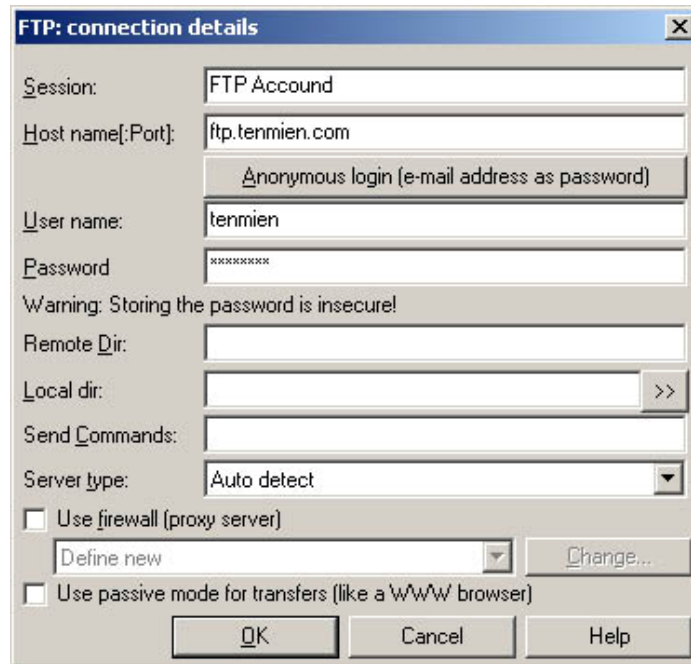 FTP: connection details
Session: FTP Accound
Host name[:Port]: ftp.tenmien.com
Anonymous login (e-mail address as password)
User name: tenmien
Password ********
Warning: Storing the password is insecure!
Remote Dir:
Local dir: >>
Send Commands:
Server type: Auto detect
Use firewall (proxy server)
Define new Change...
Use passive mode for transfers (like a WWW browser)
OK Cancel Help